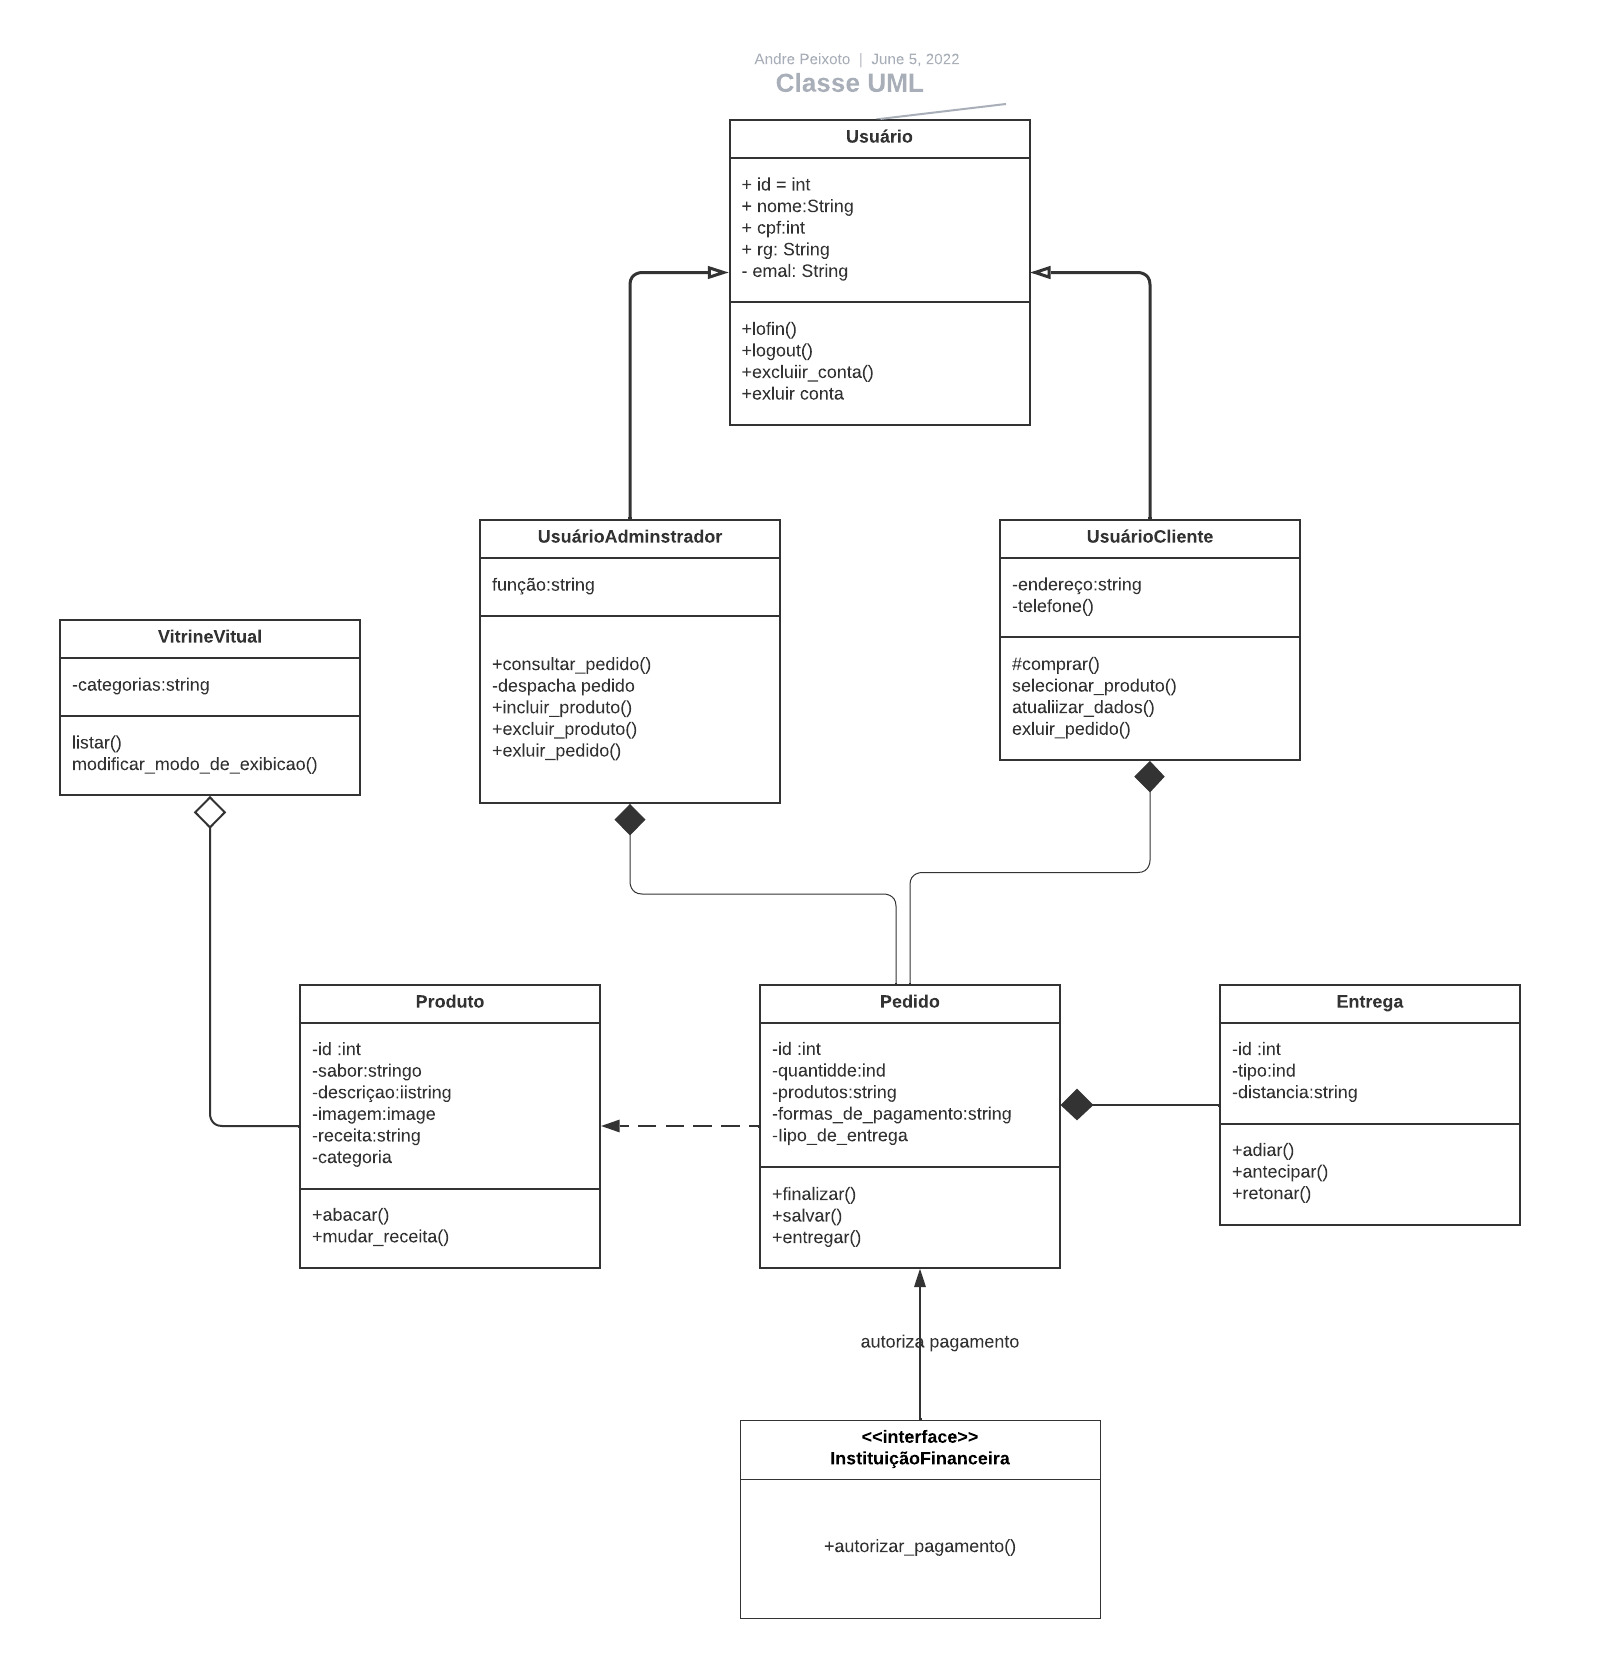 Andre Peixoto | June 5, 2022
Classe UML
Usuário
+ id = int
+ nome:String
+ cpf:int
+ rg: String
- emal: String
+lofin()
+logout()
+excluiir_conta()
+exluir conta
UsuárioAdminstrador
função:string
+consultar_pedido()
-despacha pedido
+incluir_produto()
+excluir_produto()
+exluir_pedido()
UsuárioCliente
-endereço:string
-telefone()
#comprar()
selecionar_produto()
atualiizar_dados()
exluir_pedido()
VitrineVitual
-categorias:string
listar()
modificar_modo_de_exibicao()
Produto
-id :int
-sabor:stringo
-descriçao:iistring
-imagem:image
-receita:string
-categoria
+abacar()
+mudar_receita()
Pedido
-id :int
-quantidde:ind
-produtos:string
-formas_de_pagamento:string
-lipo_de_entrega
+finalizar()
+salvar()
+entregar()
Entrega
-id :int
-tipo:ind
-distancia:string
+adiar()
+antecipar()
+retonar()
autoriza pagamento
<<interface>>
InstituiçãoFinanceira
+autorizar_pagamento()